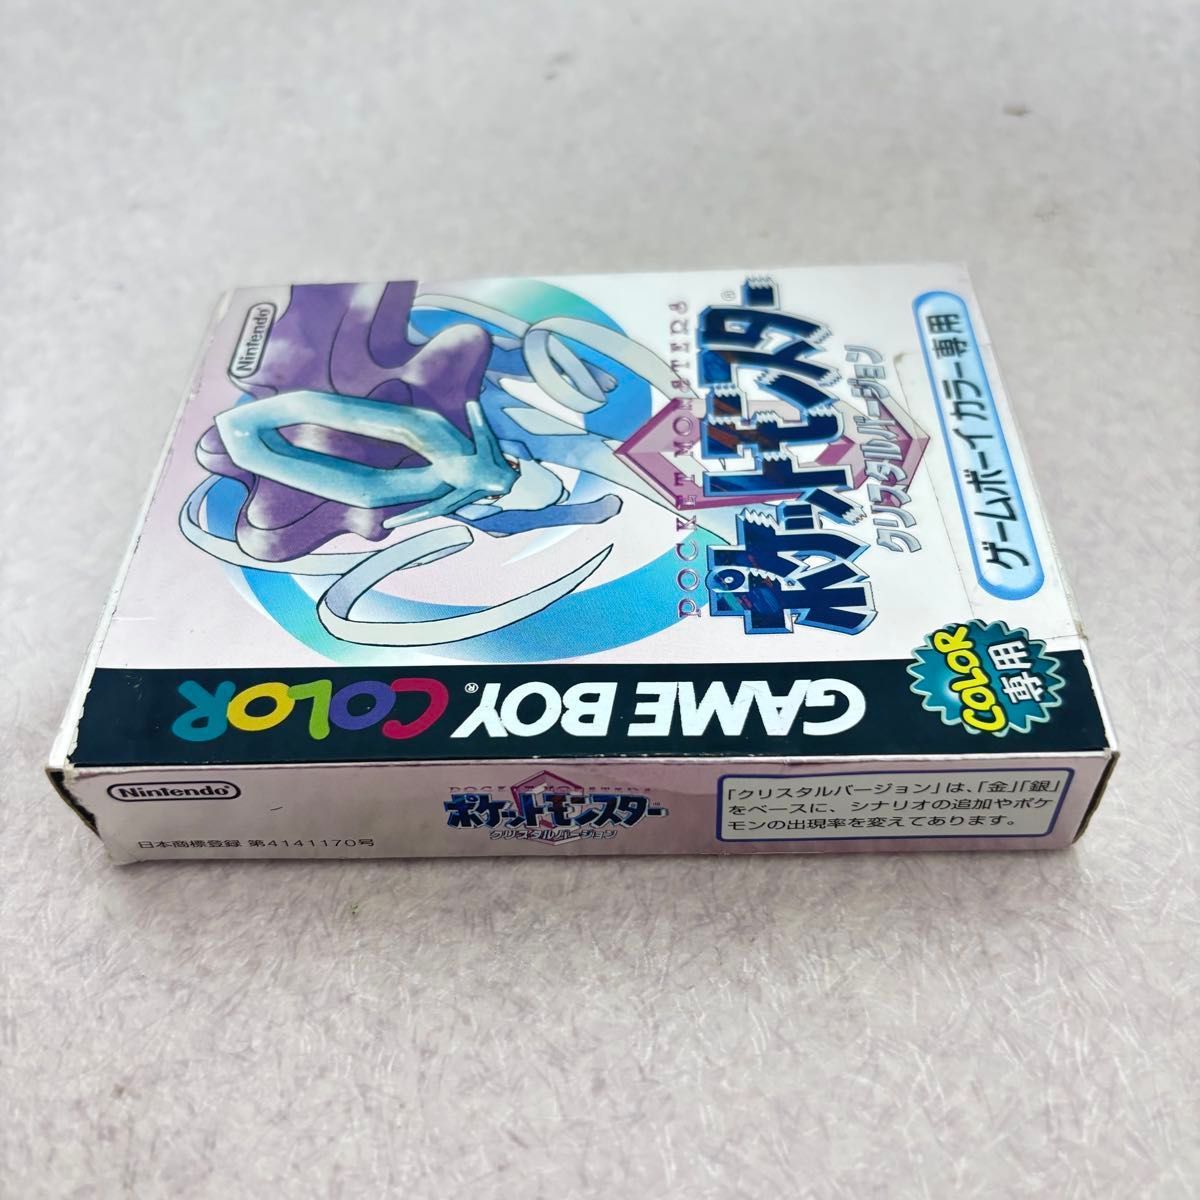 Nintendo
POCKET MONSTERS
ポケットモンスター®
クリスタルバージョン
ゲームボーイカラー専用
GAME BOY COLOR®
COLOR
専用
Nintendo
日本商標登録 第4141170号
POCKET MONSTERS
ポケットモンスター
クリスタルバージョン
「クリスタルバージョン」は、「金」「銀」
をベースに、シナリオの追加やポケ
モンの出現率を変えてあります。